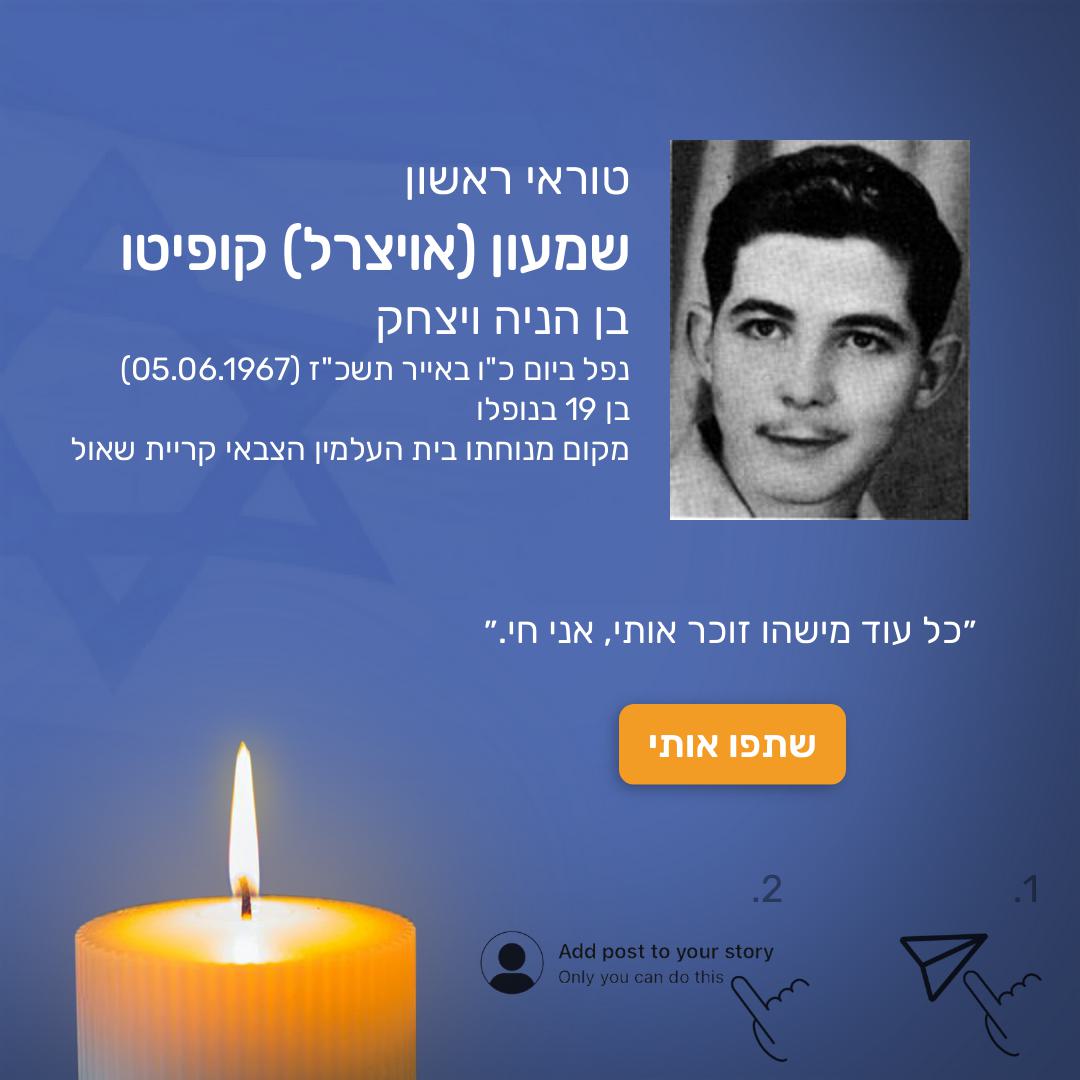 טוראי ראשון
שמעון (אויצרל) קופיטו
בן הניה ויצחק
נפל ביום כ"ו באייר תשכ"ז (05.06.1967)
בן 19 בנופלו
מקום מנוחתו בית העלמין הצבאי קריית שאול
״כל עוד מישהו זוכר אותי, אני חי.״
שתפו אותי
1.
2.
Add post to your story
Only you can do this